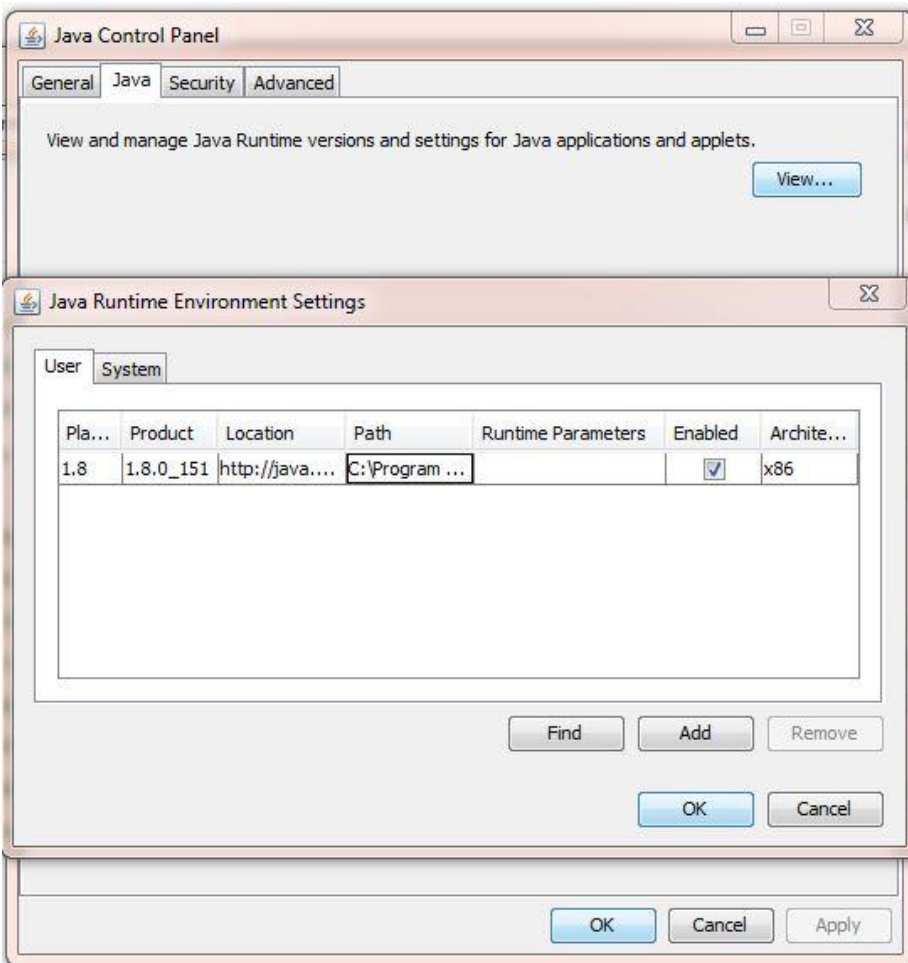 Java Control Panel
General Java Security Advanced
View and manage Java Runtime versions and settings for Java applications and applets.
View...
Java Runtime Environment Settings
User System
Pla... Product Location Path Runtime Parameters Enabled Archite...
1.8 1.8.0_151 http://java.... C:\Program ... x86
Find Add Remove
OK Cancel
OK Cancel Apply